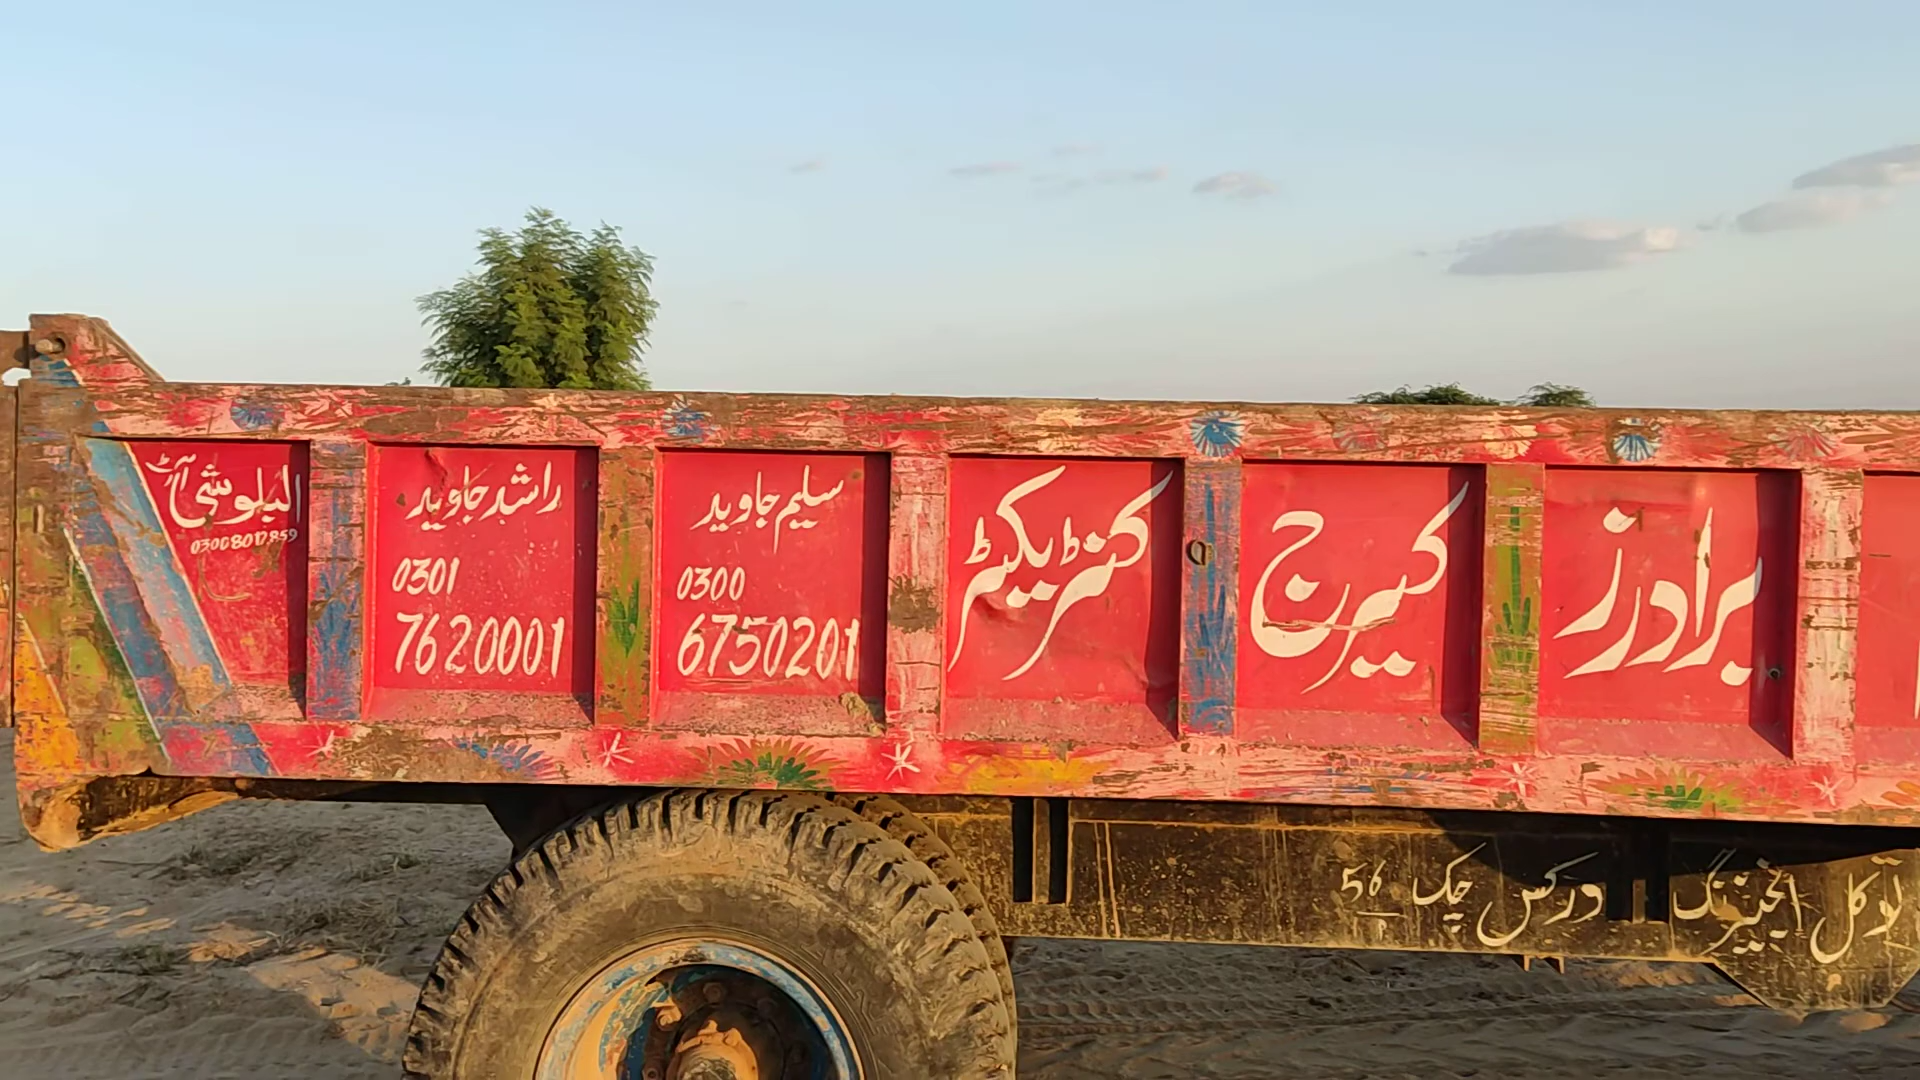 برادرز کیرج کنٹریکٹر
سلیم جاوید
0300
6750201
راشد جاوید
0301
7620001
البلوشی آرٹ
03008017859
توکل انجینئرنگ ورکس چک 56